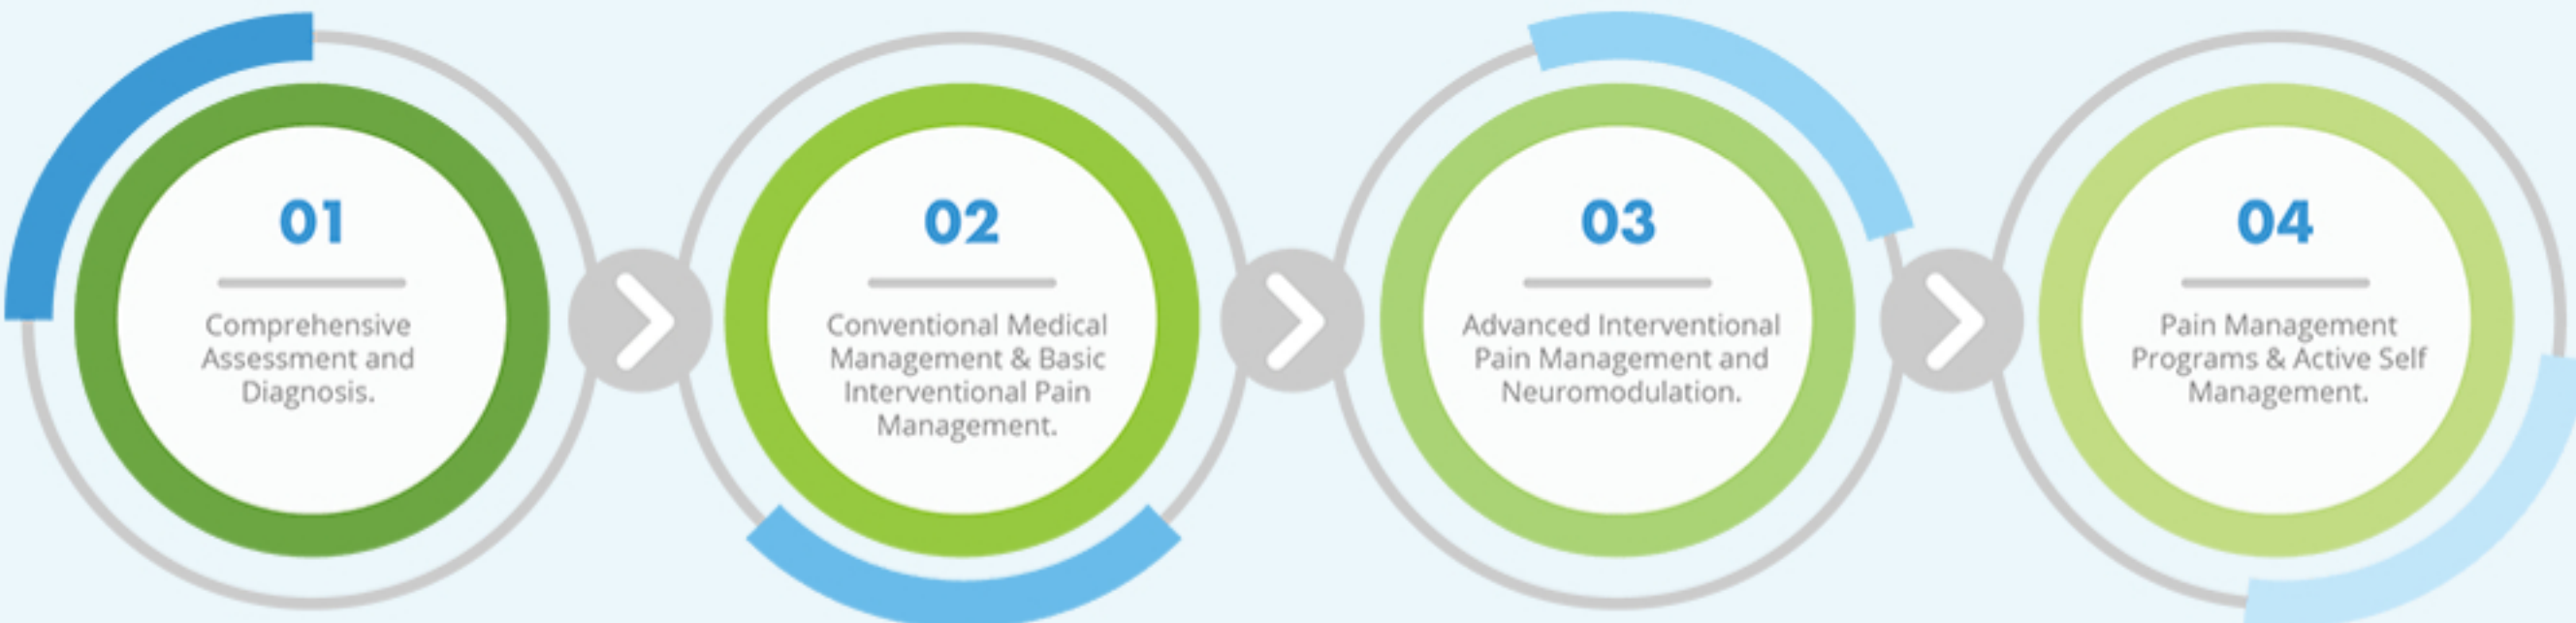 01
Comprehensive
Assessment and
Diagnosis.
02
Conventional Medical
Management & Basic
Interventional Pain
Management.
03
Advanced Interventional
Pain Management and
Neuromodulation.
04
Pain Management
Programs & Active Self
Management.